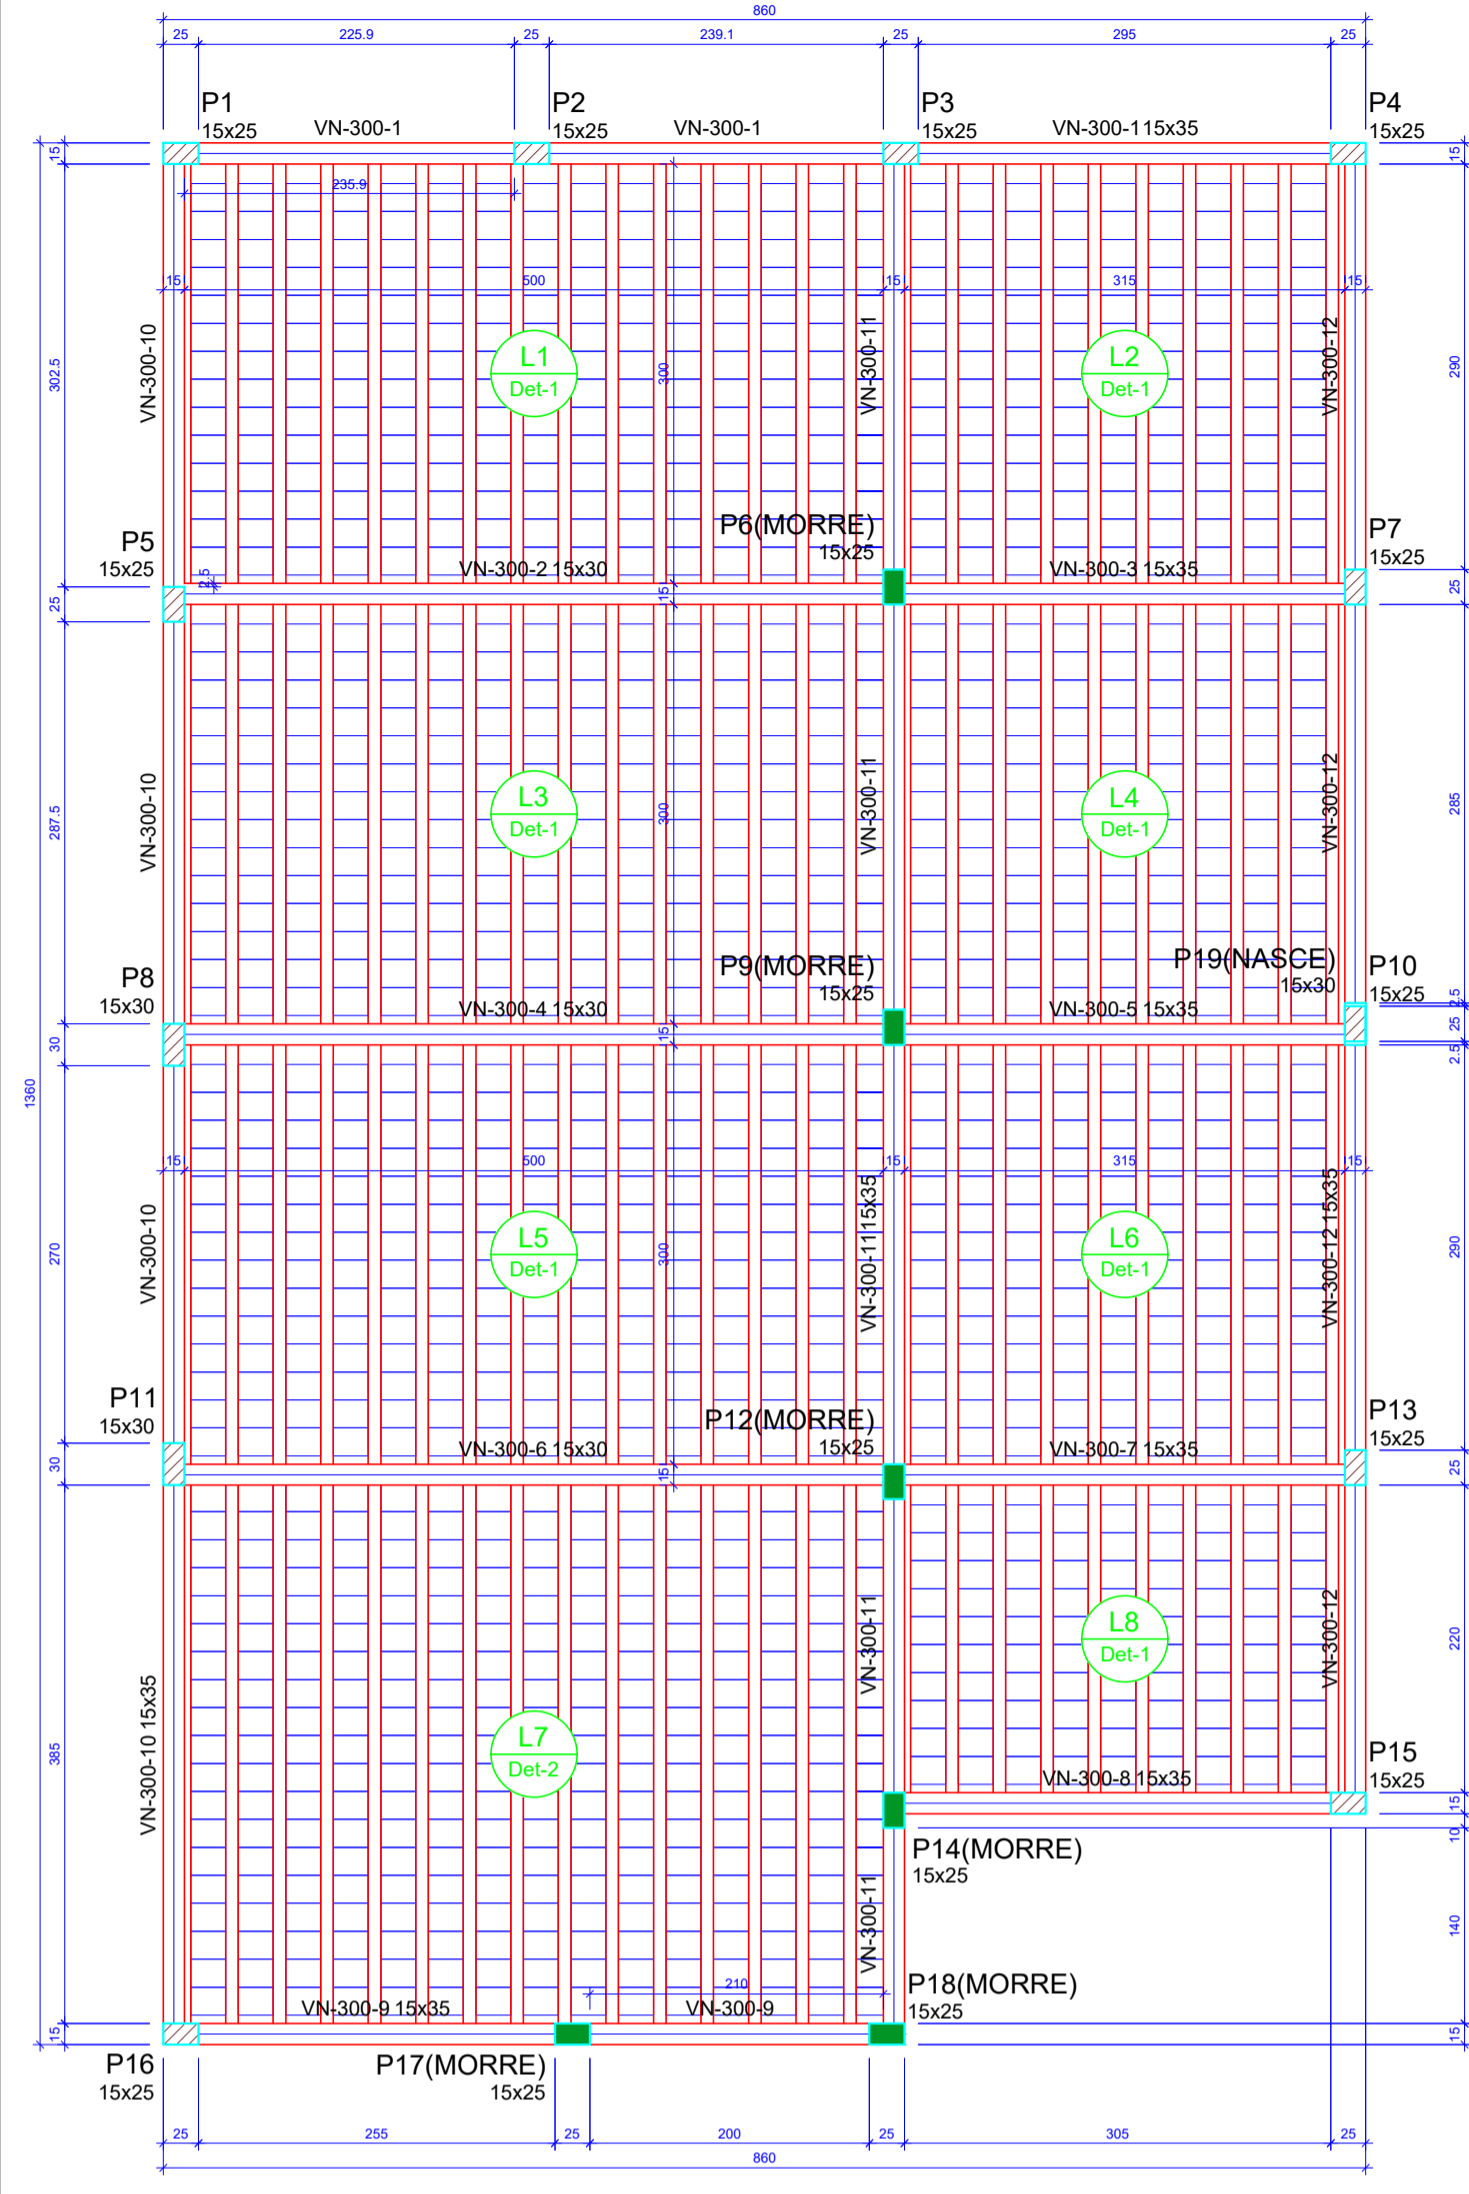 860
25 225.9 25 239.1 25 295 25
P1 P2 P3 P4
15x25 VN-300-1 15x25 VN-300-1 15x25 VN-300-1 15x35 15x25
15 15
235.9
15 500 15 315 15
VN-300-10 VN-300-11 VN-300-12
302.5 300 290
L1 L2
Det-1 Det-1
P5 P6(MORRE) P7
15x25 15x25 15x25
VN-300-2 15x30 VN-300-3 15x35
2.5
25 15 25
VN-300-10 VN-300-11 VN-300-12
287.5 300 285
L3 L4
Det-1 Det-1
P8 P9(MORRE) P19(NASCE) P10
15x30 15x25 15x30 15x25
VN-300-4 15x30 VN-300-5 15x35
2.5
30 15 25
2.5
1360
15 500 15 315 15
VN-300-10 VN-300-11 15x35 VN-300-12 15x35
270 300 290
L5 L6
Det-1 Det-1
P11 P12(MORRE) P13
15x30 15x25 15x25
VN-300-6 15x30 VN-300-7 15x35
30 15 25
VN-300-11 VN-300-12
L8
Det-1
220
VN-300-10 15x35
385
L7
Det-2
P15
VN-300-8 15x35 15x25
15
10
P14(MORRE)
15x25
VN-300-11
140
210
P18(MORRE)
VN-300-9 15x35 VN-300-9 15x25
15 15
P16 P17(MORRE)
15x25 15x25
25 255 25 200 25 305 25
860